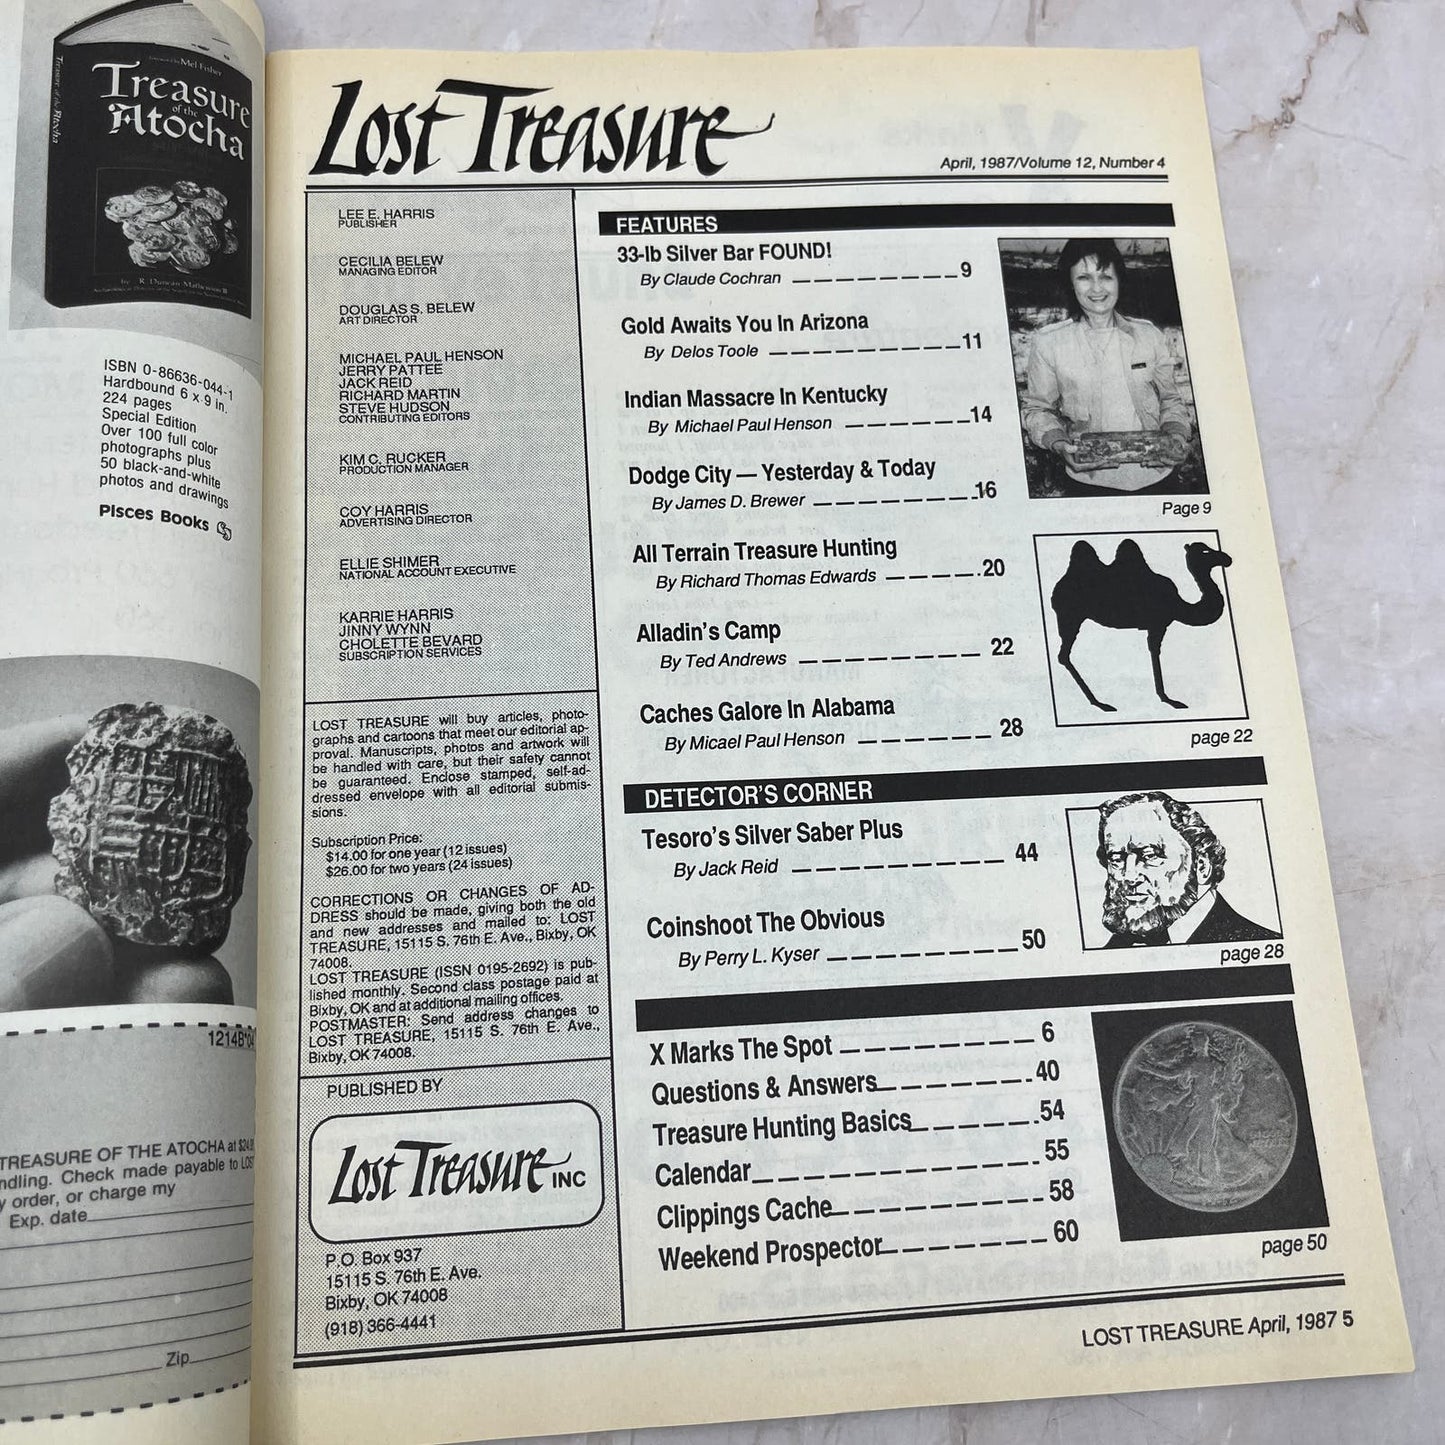 Foreword by Mel Fisher
Treasure
of the
Atocha
Treasure of the Atocha
by R. Duncan Mathewson III
ISBN 0-86636-044-1
Hardbound 6 x 9 in.
224 pages
Special Edition
Over 100 full color
photographs plus
50 black-and-white
photos and drawings
Pisces Books
1214B*04
TREASURE OF THE ATOCHA at $24.9
ndling. Check made payable to LOS
y order, or charge my
Exp. date
Zip
Lost Treasure
April, 1987/Volume 12, Number 4
LEE E. HARRIS
PUBLISHER
CECILIA BELEW
MANAGING EDITOR
DOUGLAS S. BELEW
ART DIRECTOR
MICHAEL PAUL HENSON
JERRY PATTEE
JACK REID
RICHARD MARTIN
STEVE HUDSON
CONTRIBUTING EDITORS
KIM C. RUCKER
PRODUCTION MANAGER
COY HARRIS
ADVERTISING DIRECTOR
ELLIE SHIMER
NATIONAL ACCOUNT EXECUTIVE
KARRIE HARRIS
JINNY WYNN
CHOLETTE BEVARD
SUBSCRIPTION SERVICES
LOST TREASURE will buy articles, photo-
graphs and cartoons that meet our editorial ap-
proval. Manuscripts, photos and artwork will
be handled with care, but their safety cannot
be guaranteed. Enclose stamped, self-ad-
dressed envelope with all editorial submis-
sions.
Subscription Price:
$14.00 for one year (12 issues)
$26.00 for two years (24 issues)
CORRECTIONS OR CHANGES OF AD-
DRESS should be made, giving both the old
and new addresses and mailed to: LOST
TREASURE, 15115 S. 76th E. Ave., Bixby, OK
74008.
LOST TREASURE (ISSN 0195-2692) is pub-
lished monthly. Second class postage paid at
Bixby, OK and at additional mailing offices.
POSTMASTER: Send address changes to
LOST TREASURE, 15115 S. 76th E. Ave.,
Bixby, OK 74008.
PUBLISHED BY
Lost Treasure INC
P.O. Box 937
15115 S. 76th E. Ave.
Bixby, OK 74008
(918) 366-4441
FEATURES
33-lb Silver Bar FOUND!
By Claude Cochran 9
Gold Awaits You In Arizona
By Delos Toole 11
Indian Massacre In Kentucky
By Michael Paul Henson 14
Dodge City — Yesterday & Today
By James D. Brewer 16
All Terrain Treasure Hunting
By Richard Thomas Edwards 20
Alladin's Camp
By Ted Andrews 22
Caches Galore In Alabama
By Micael Paul Henson 28
DETECTOR'S CORNER
Tesoro's Silver Saber Plus
By Jack Reid 44
Coinshoot The Obvious
By Perry L. Kyser 50
X Marks The Spot 6
Questions & Answers 40
Treasure Hunting Basics 54
Calendar 55
Clippings Cache 58
Weekend Prospector 60
Page 9
page 22
page 28
page 50
LOST TREASURE April, 1987 5